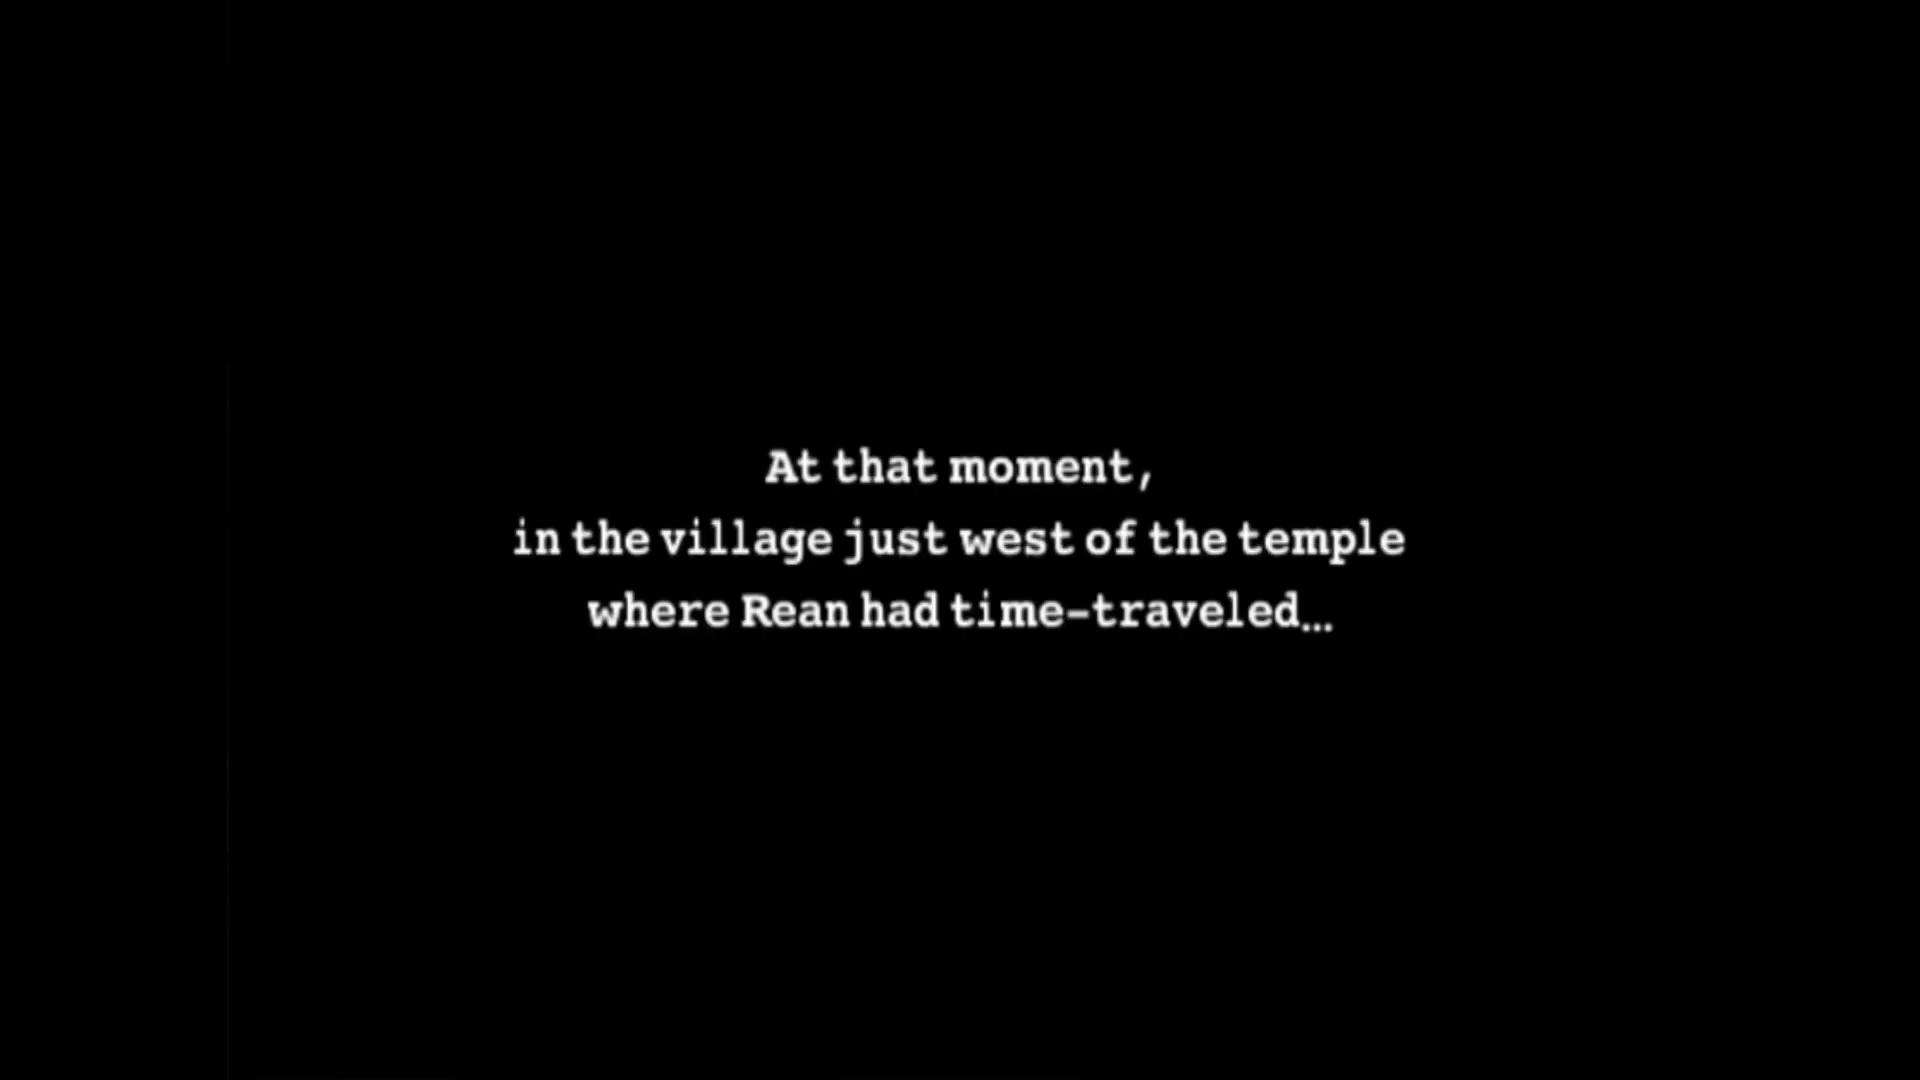 At that moment,
in the village just west of the temple
where Rean had time-traveled...